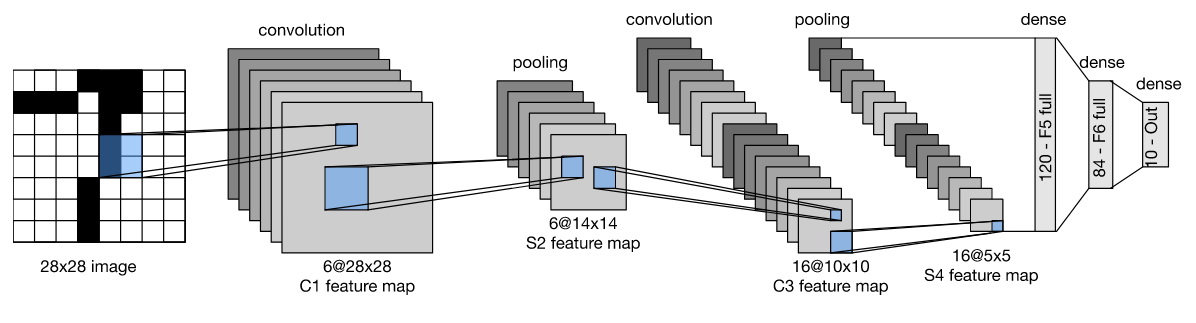 convolution
pooling
convolution
pooling
dense
dense
dense
28x28 image
6@28x28
C1 feature map
6@14x14
S2 feature map
16@10x10
C3 feature map
16@5x5
S4 feature map
120 - F5 full
84 - F6 full
10 - Out